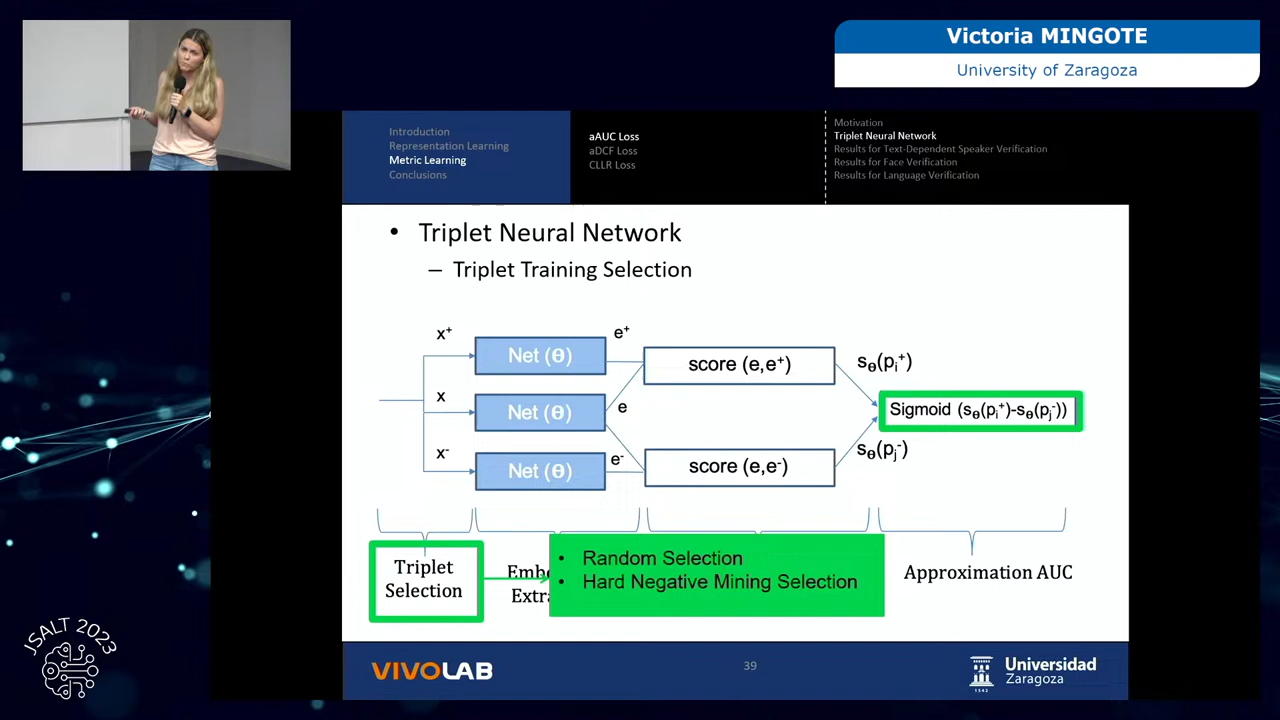 Victoria MINGOTE
University of Zaragoza
Introduction
Representation Learning
Metric Learning
Conclusions
aAUC Loss
aDCF Loss
CLLR Loss
Motivation
Triplet Neural Network
Results for Text-Dependent Speaker Verification
Results for Face Verification
Results for Language Verification
• Triplet Neural Network
– Triplet Training Selection
x⁺
Net (Ɵ)
e⁺
score (e,e⁺)
sθ(pᵢ⁺)
x
Net (Ɵ)
e
Sigmoid (sθ(pᵢ⁺)-sθ(pⱼ⁻))
x⁻
Net (Ɵ)
e⁻
score (e,e⁻)
sθ(pⱼ⁻)
Triplet
Selection
Embe
Extra
• Random Selection
• Hard Negative Mining Selection
Approximation AUC
JSALT 2023
VIVOLAB
39
1542
Universidad
Zaragoza